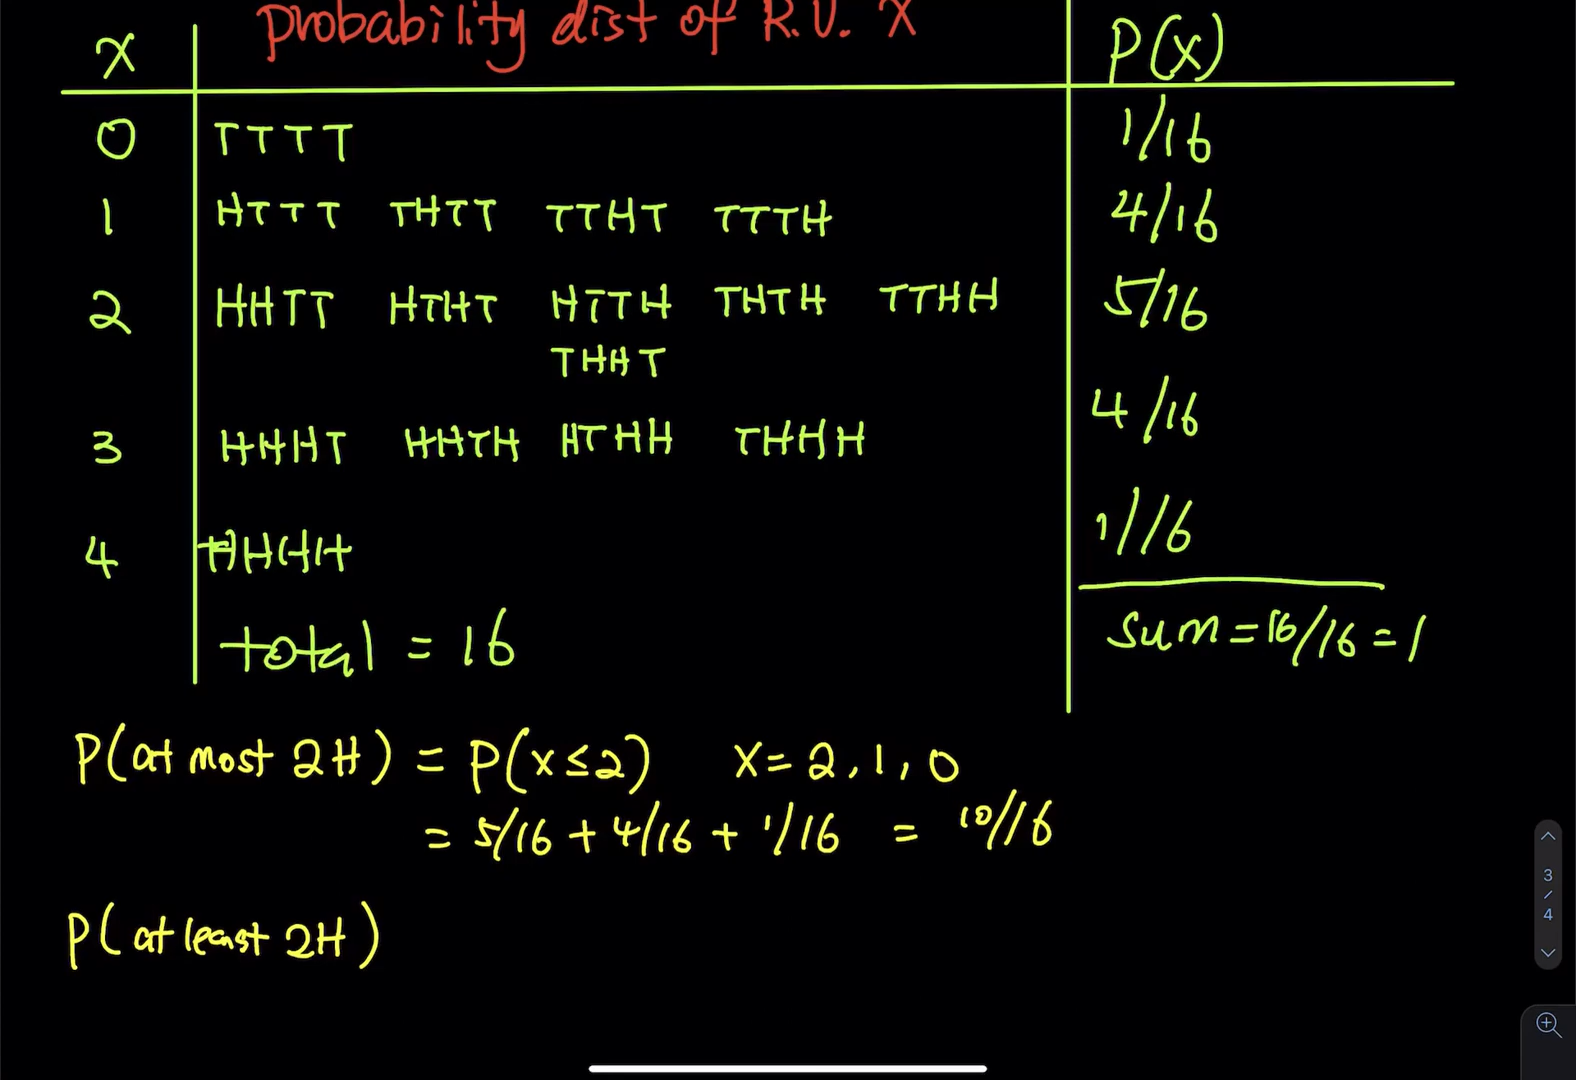 probability dist of R.V. X
X P(x)
0 TTTT 1/16
1 HTTT THTT TTHT TTTH 4/16
2 HHTT HTHT HTTH THTH TTHH 5/16
THHT
3 HHHT HHTH HTHH THHH 4/16
4 HHHH 1/16
total = 16 sum = 16/16 = 1
P(at most 2H) = P(x ≤ 2) X = 2, 1, 0
= 5/16 + 4/16 + 1/16 = 10/16
P(at least 2H)
3
/
4